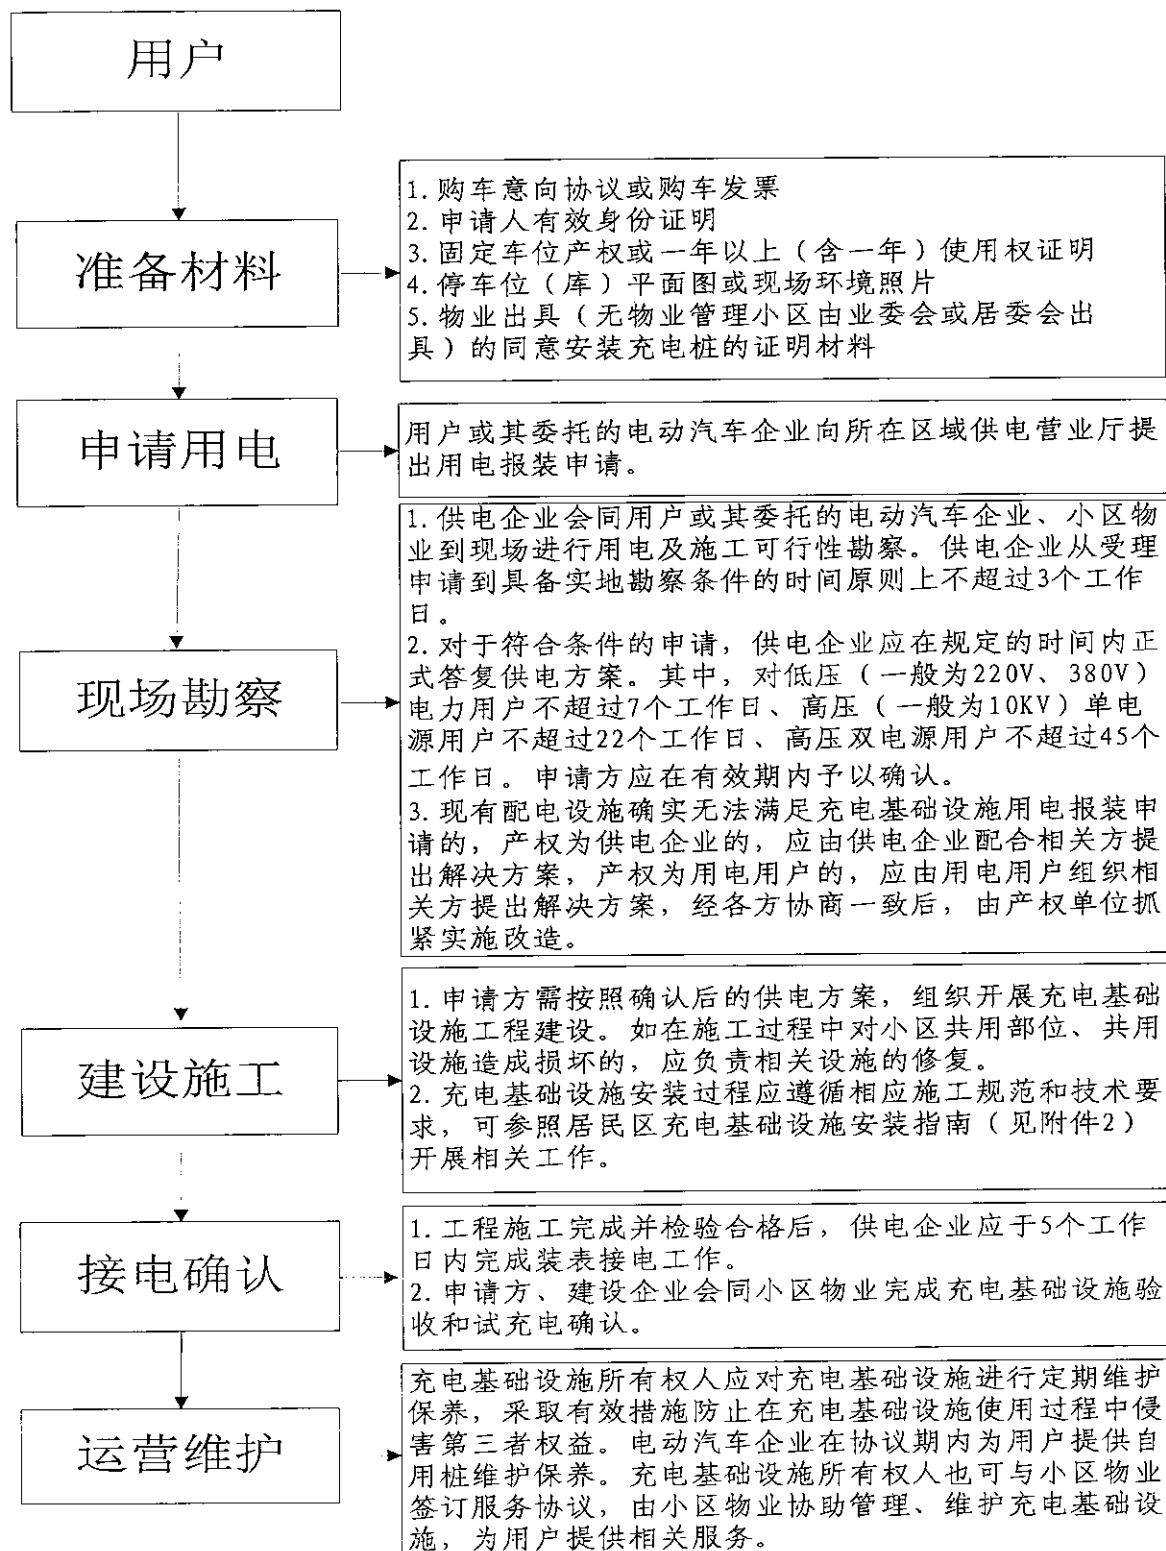 用户
准备材料
1.购车意向协议或购车发票
2.申请人有效身份证明
3.固定车位产权或一年以上（含一年）使用权证明
4.停车位（库）平面图或现场环境照片
5.物业出具（无物业管理小区由业委会或居委会出
具）的同意安装充电桩的证明材料
申请用电
用户或其委托的电动汽车企业向所在区域供电营业厅提
出用电报装申请。
现场勘察
1.供电企业会同用户或其委托的电动汽车企业、小区物
业到现场进行用电及施工可行性勘察。供电企业从受理
申请到具备实地勘察条件的时间原则上不超过3个工作
日。
2.对于符合条件的申请，供电企业应在规定的时间内正
式答复供电方案。其中，对低压（一般为220V、380V）
电力用户不超过7个工作日、高压（一般为10KV）单电
源用户不超过22个工作日、高压双电源用户不超过45个
工作日。申请方应在有效期内予以确认。
3.现有配电设施确实无法满足充电基础设施用电报装申
请的，产权为供电企业的，应由供电企业配合相关方提
出解决方案，产权为用电用户的，应由用电用户组织相
关方提出解决方案，经各方协商一致后，由产权单位抓
紧实施改造。
建设施工
1.申请方需按照确认后的供电方案，组织开展充电基础
设施工程建设。如在施工过程中对小区共用部位、共用
设施造成损坏的，应负责相关设施的修复。
2.充电基础设施安装过程应遵循相应施工规范和技术要
求，可参照居民区充电基础设施安装指南（见附件2）
开展相关工作。
接电确认
1.工程施工完成并检验合格后，供电企业应于5个工作
日内完成装表接电工作。
2.申请方、建设企业会同小区物业完成充电基础设施验
收和试充电确认。
运营维护
充电基础设施所有权人应对充电基础设施进行定期维护
保养，采取有效措施防止在充电基础设施使用过程中侵
害第三者权益。电动汽车企业在协议期内为用户提供自
用桩维护保养。充电基础设施所有权人也可与小区物业
签订服务协议，由小区物业协助管理、维护充电基础设
施，为用户提供相关服务。